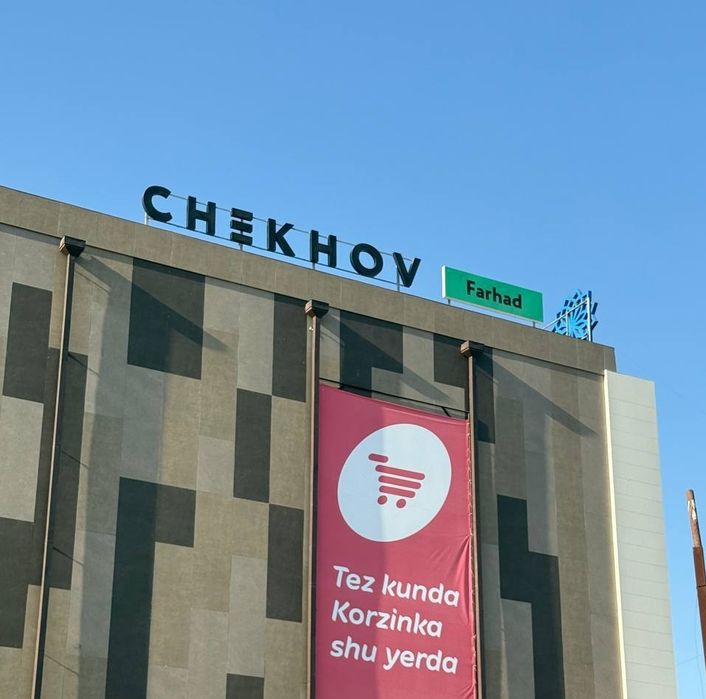 CHEKHOV
Farhad
Tez kunda
Korzinka
shu yerda